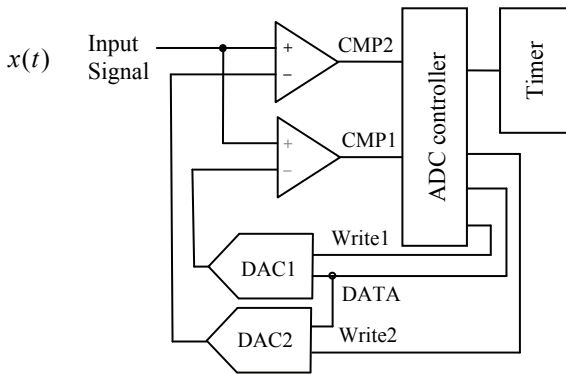 x(t)
Input
Signal
+
−
CMP2
+
−
CMP1
ADC controller
Timer
Write1
DAC1
DATA
DAC2
Write2